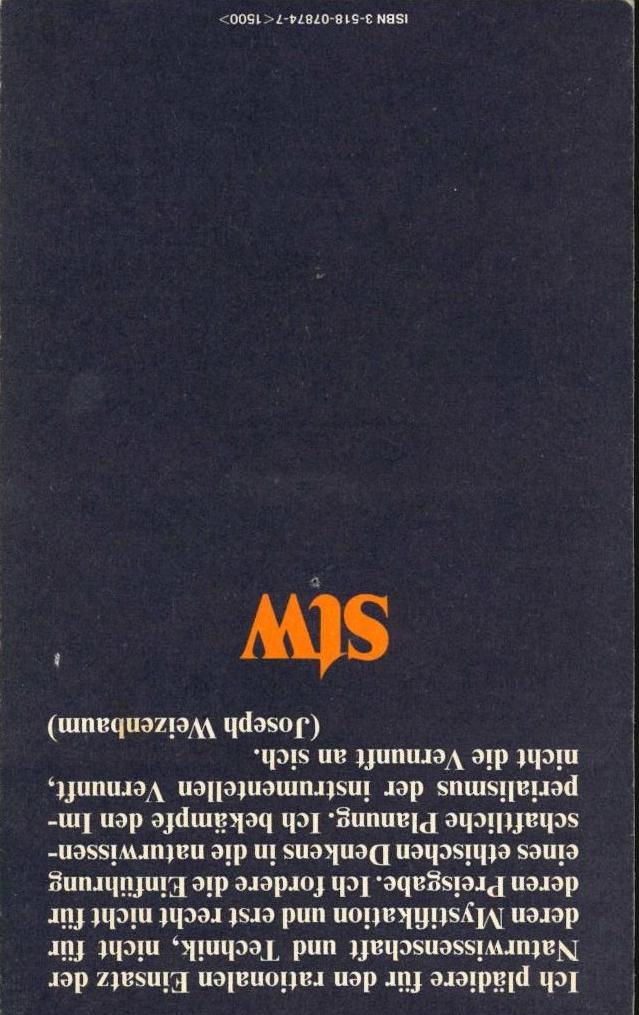 Ich plädiere für den rationalen Einsatz der
Naturwissenschaft und Technik, nicht für
deren Mystifikation und erst recht nicht für
deren Preisgabe. Ich fordere die Einführung
eines ethischen Denkens in die naturwissen-
schaftliche Planung. Ich bekämpfe den Im-
perialismus der instrumentellen Vernunft,
nicht die Vernunft an sich.
(Joseph Weizenbaum)
stw
ISBN 3-518-07874-7<1500>